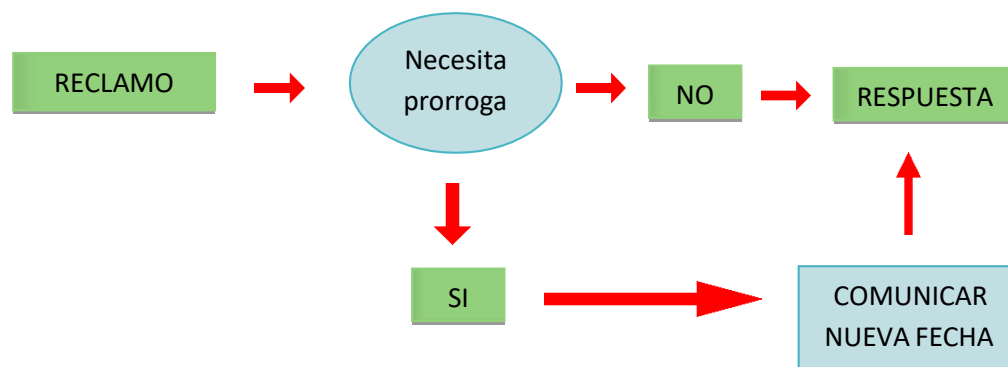 RECLAMO
Necesita
prorroga
NO
RESPUESTA
SI
COMUNICAR
NUEVA FECHA